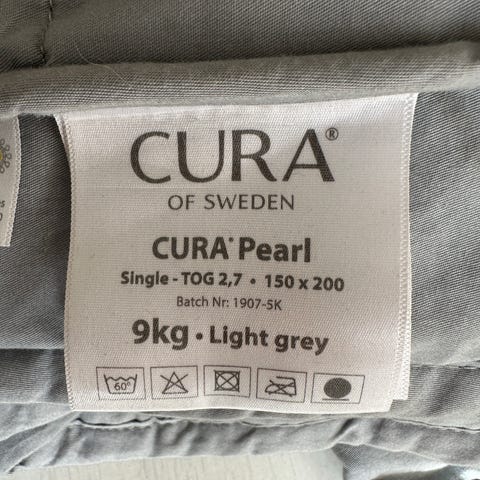 CURA®
OF SWEDEN
CURA® Pearl
Single - TOG 2,7 • 150 x 200
Batch Nr: 1907-5K
9kg • Light grey
60°